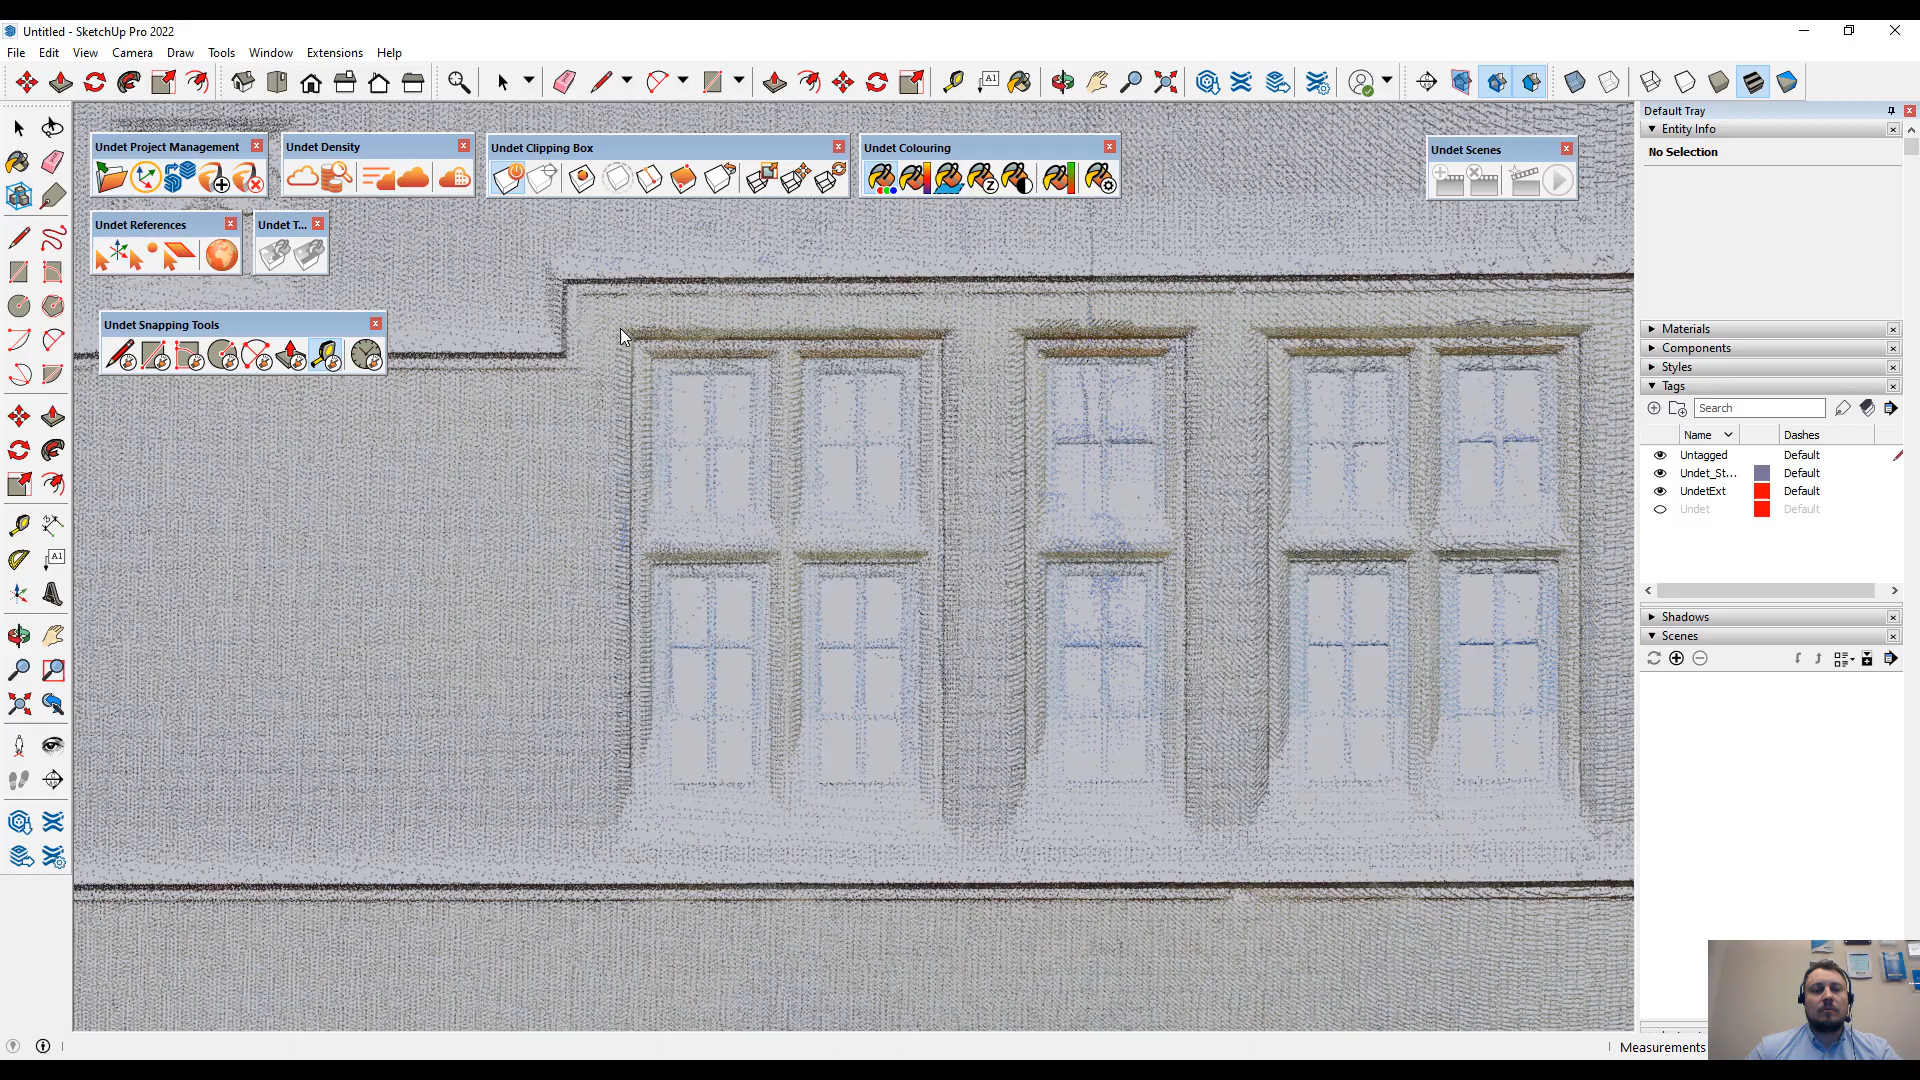 Untitled - SketchUp Pro 2022
File Edit View Camera Draw Tools Window Extensions Help
A1
Default Tray
Entity Info
No Selection
Undet Project Management
Undet Density
Undet Clipping Box
Undet Colouring
Undet Scenes
Z
Undet References
Undet T...
Undet Snapping Tools
Materials
Components
Styles
Tags
Search
Name Dashes
Untagged Default
Undet_St... Default
UndetExt Default
Undet Default
A1
Shadows
Scenes
Measurements